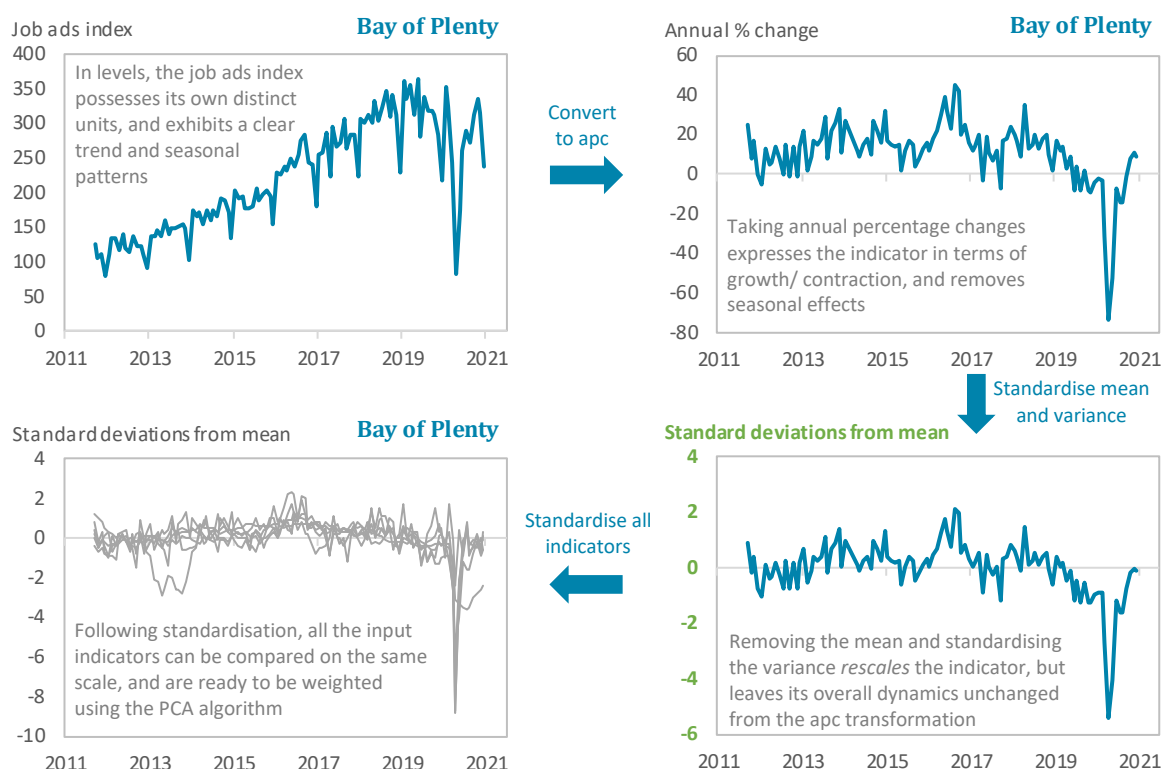 Job ads index
Bay of Plenty
400
350
300
250
200
150
100
50
0
In levels, the job ads index
possesses its own distinct
units, and exhibits a clear
trend and seasonal
patterns
2011 2013 2015 2017 2019 2021
Convert
to apc
Annual % change
Bay of Plenty
60
40
20
0
-20
-40
-60
-80
Taking annual percentage changes
expresses the indicator in terms of
growth/ contraction, and removes
seasonal effects
2011 2013 2015 2017 2019 2021
Standardise mean
and variance
Standard deviations from mean
4
2
0
-2
-4
-6
Removing the mean and standardising
the variance rescales the indicator, but
leaves its overall dynamics unchanged
from the apc transformation
2011 2013 2015 2017 2019 2021
Standardise all
indicators
Standard deviations from mean
Bay of Plenty
4
2
0
-2
-4
-6
-8
-10
Following standardisation, all the input
indicators can be compared on the same
scale, and are ready to be weighted
using the PCA algorithm
2011 2013 2015 2017 2019 2021